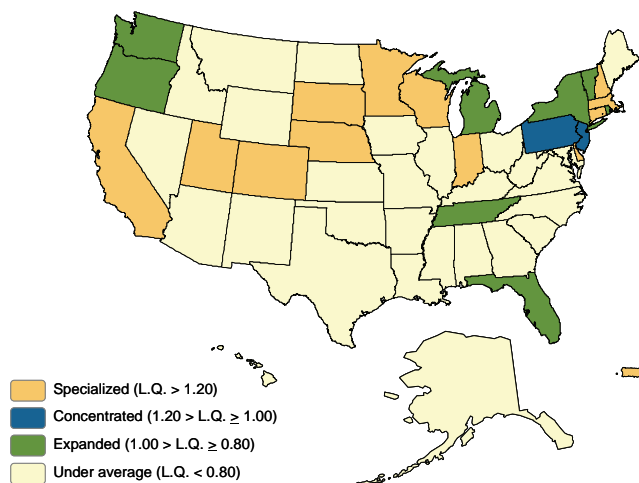 Specialized (L.Q. > 1.20)
Concentrated (1.20 > L.Q. ≥ 1.00)
Expanded (1.00 > L.Q. ≥ 0.80)
Under average (L.Q. < 0.80)